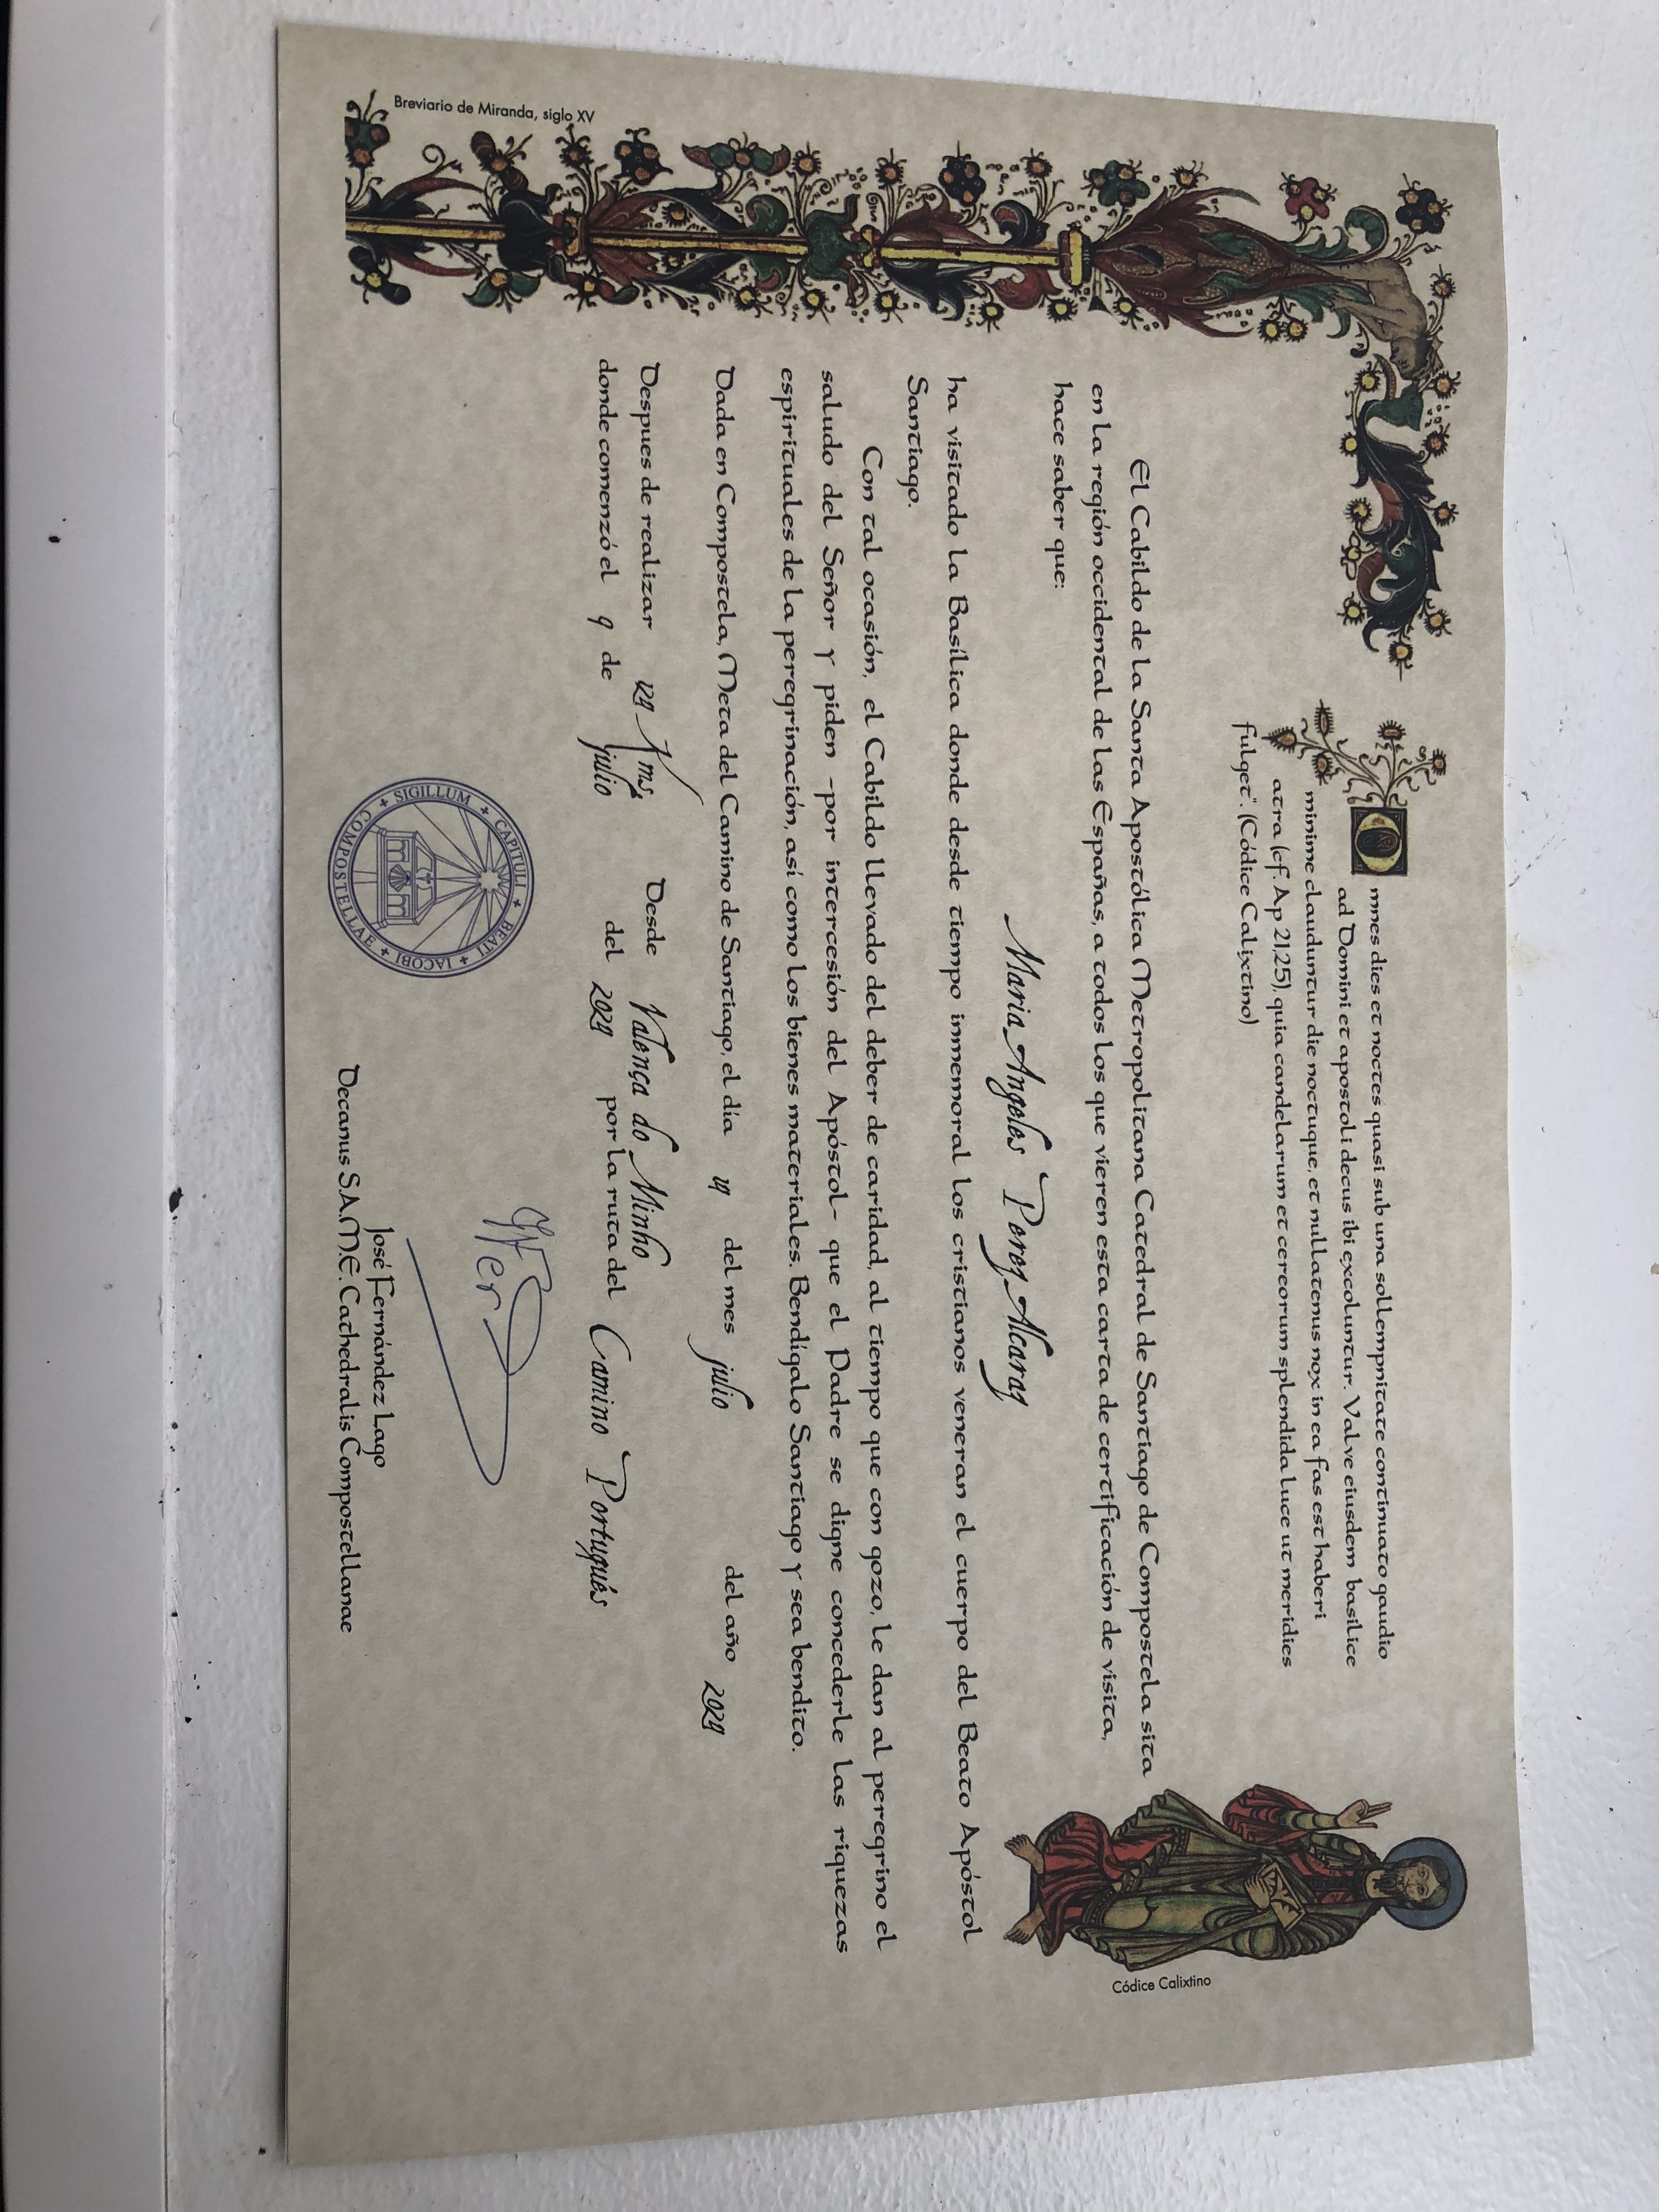 Breviario de Miranda, siglo XV
Omnes dies et noctes quasi sub una sollempnitate continuato gaudio
ad Domini et apostoli decus ibi excoluntur. Valve eiusdem basilice
minime clauduntur die noctuque, et nullatenus nox in ea fas est haberi
atra (cf. Ap 21,25), quia candelarum et cereorum splendida luce ut meridies
fulget". (Códice Calixtino)
Códice Calixtino
El Cabildo de la Santa Apostólica Metropolitana Catedral de Santiago de Compostela sita
en la región occidental de las Españas, a todos los que vieren esta carta de certificación de visita,
hace saber que:
Maria Angeles Perez Alcaraz
ha visitado la Basílica donde desde tiempo inmemoral los cristianos veneran el cuerpo del Beato Apóstol
Santiago.
Con tal ocasión, el Cabildo llevado del deber de caridad, al tiempo que con gozo, le dan al peregrino el
saludo del Señor y piden -por intercesión del Apóstol- que el Padre se digne concederle las riquezas
espirituales de la peregrinación, así como los bienes materiales. Bendígalo Santiago y sea bendito.
Dada en Compostela, Meta del Camino de Santiago, el día 14 del mes julio del año 2024
Despues de realizar 124 Kms. Desde Valença do Minho
donde comenzó el 9 de julio del 2024 por la ruta del Camino Portugués
SIGILLUM + CAPITULI + BEATI + IACOBI + COMPOSTELLAE +
José Fernández Lago
Decanus S.A.M.E. Cathedralis Compostellanae